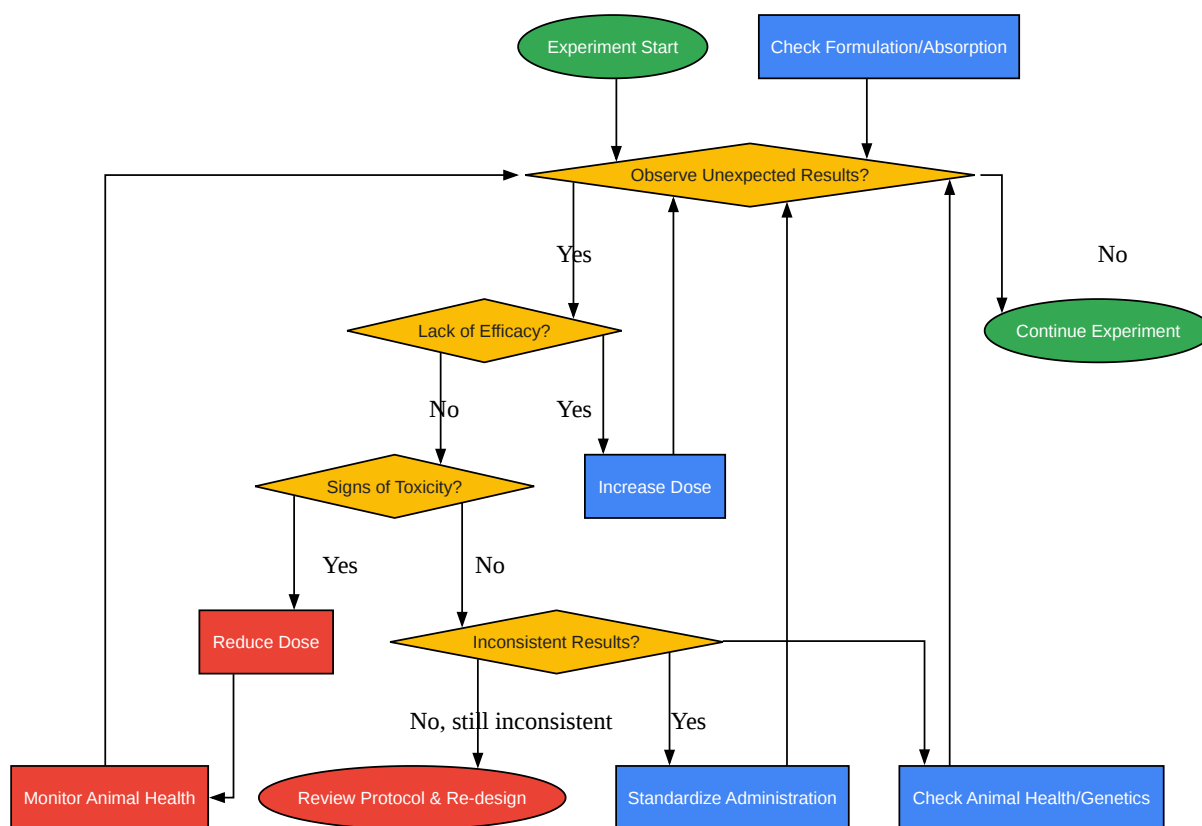 Experiment Start
Check Formulation/Absorption
Observe Unexpected Results?
Yes
No
Lack of Efficacy?
Continue Experiment
No
Yes
Signs of Toxicity?
Increase Dose
Yes
No
Reduce Dose
Inconsistent Results?
No, still inconsistent
Yes
Monitor Animal Health
Review Protocol & Re-design
Standardize Administration
Check Animal Health/Genetics